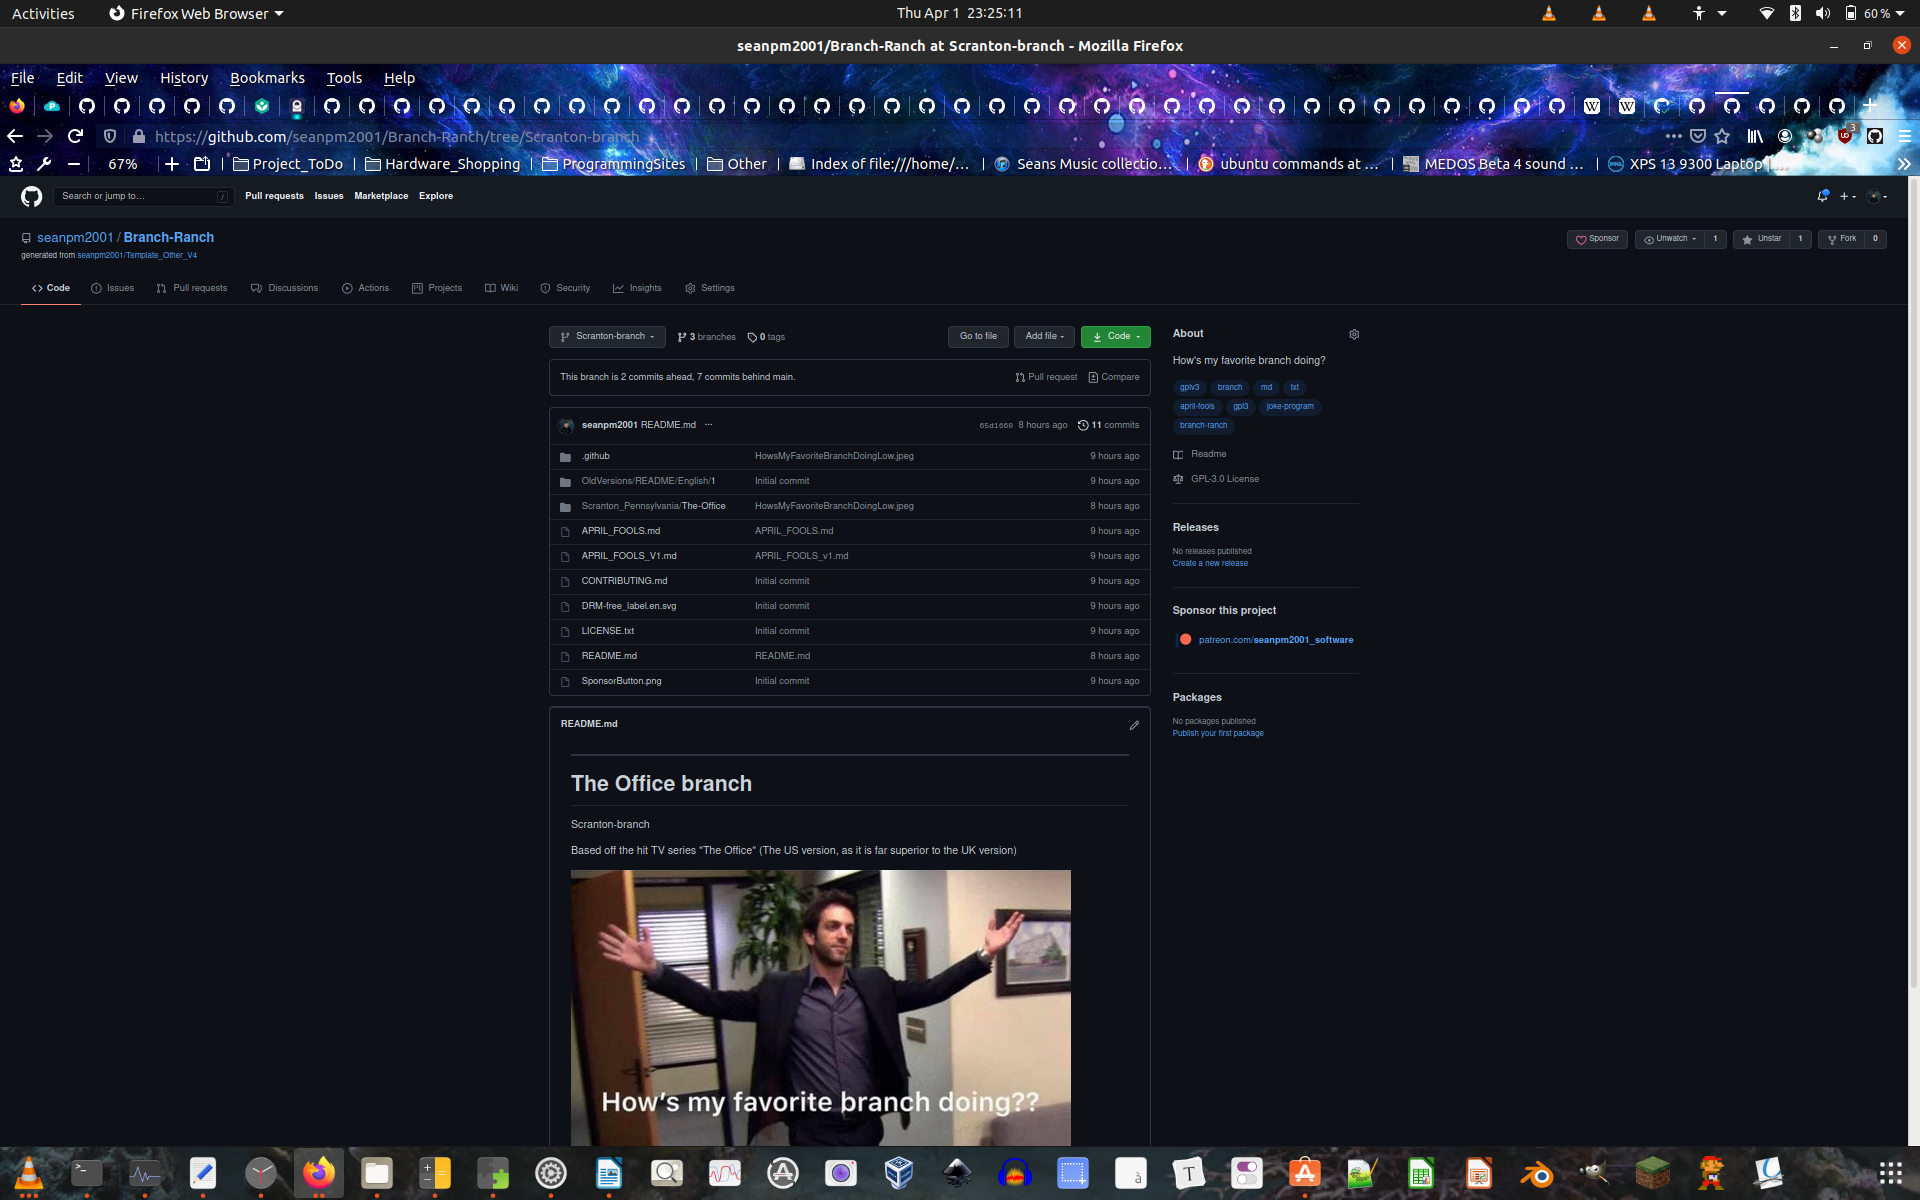 Activities Firefox Web Browser Thu Apr 1 23:25:11 60 %
seanpm2001/Branch-Ranch at Scranton-branch - Mozilla Firefox
File Edit View History Bookmarks Tools Help
https://github.com/seanpm2001/Branch-Ranch/tree/Scranton-branch 3
67% Project_ToDo Hardware_Shopping ProgrammingSites Other Index of file:///home/... Seans Music collectio... ubuntu commands at ... MEDOS Beta 4 sound ... XPS 13 9300 Laptop
Search or jump to... / Pull requests Issues Marketplace Explore
seanpm2001 / Branch-Ranch Sponsor Unwatch 1 Unstar 1 Fork 0
generated from seanpm2001/Template_Other_V4
Code Issues Pull requests Discussions Actions Projects Wiki Security Insights Settings
Scranton-branch 3 branches 0 tags Go to file Add file Code
This branch is 2 commits ahead, 7 commits behind main. Pull request Compare
seanpm2001 README.md ... 65d1660 8 hours ago 11 commits
.github HowsMyFavoriteBranchDoingLow.jpeg 9 hours ago
OldVersions/README/English/1 Initial commit 9 hours ago
Scranton_Pennsylvania/The-Office HowsMyFavoriteBranchDoingLow.jpeg 8 hours ago
APRIL_FOOLS.md APRIL_FOOLS.md 9 hours ago
APRIL_FOOLS_V1.md APRIL_FOOLS_v1.md 9 hours ago
CONTRIBUTING.md Initial commit 9 hours ago
DRM-free_label.en.svg Initial commit 9 hours ago
LICENSE.txt Initial commit 9 hours ago
README.md README.md 8 hours ago
SponsorButton.png Initial commit 9 hours ago
About
How's my favorite branch doing?
gplv3 branch md txt
april-fools gpl3 joke-program
branch-ranch
Readme
GPL-3.0 License
Releases
No releases published
Create a new release
Sponsor this project
patreon.com/seanpm2001_software
Packages
No packages published
Publish your first package
README.md
The Office branch
Scranton-branch
Based off the hit TV series "The Office" (The US version, as it is far superior to the UK version)
How's my favorite branch doing??